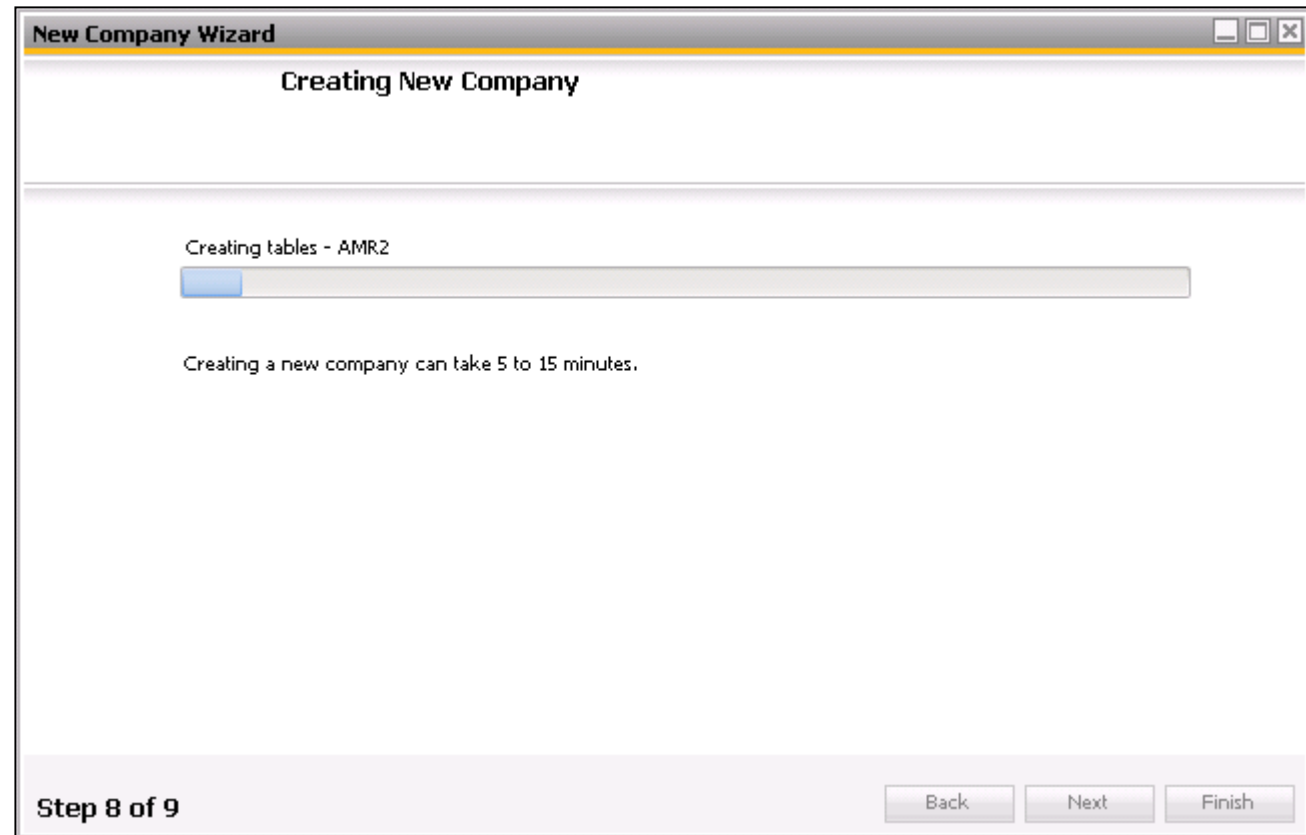 New Company Wizard
Creating New Company
Creating tables - AMR2
Creating a new company can take 5 to 15 minutes.
Step 8 of 9
Back Next Finish